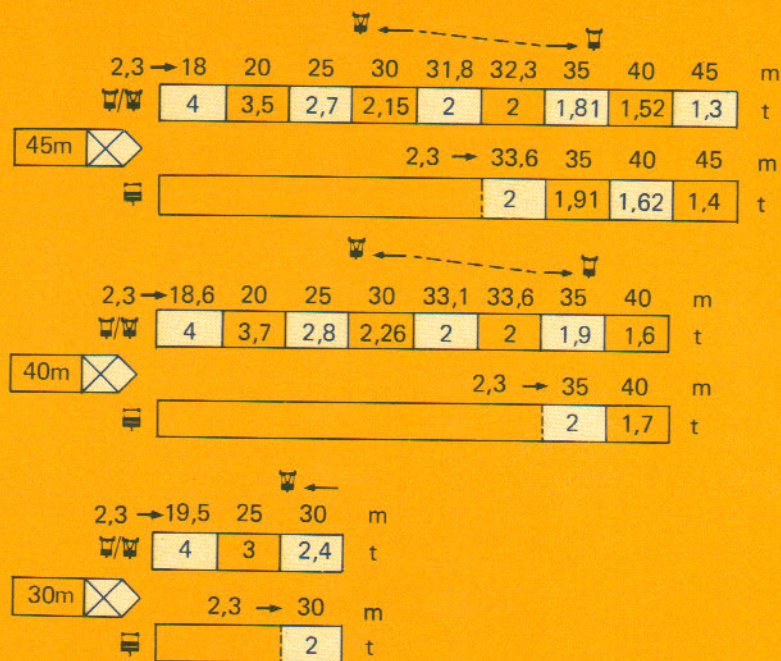 2,3 → 18 20 25 30 31,8 32,3 35 40 45 m
4 3,5 2,7 2,15 2 2 1,81 1,52 1,3 t
45m
2,3 → 33,6 35 40 45 m
2 1,91 1,62 1,4 t
2,3 → 18,6 20 25 30 33,1 33,6 35 40 m
4 3,7 2,8 2,26 2 2 1,9 1,6 t
40m
2,3 → 35 40 m
2 1,7 t
2,3 → 19,5 25 30 m
4 3 2,4 t
30m
2,3 → 30 m
2 t